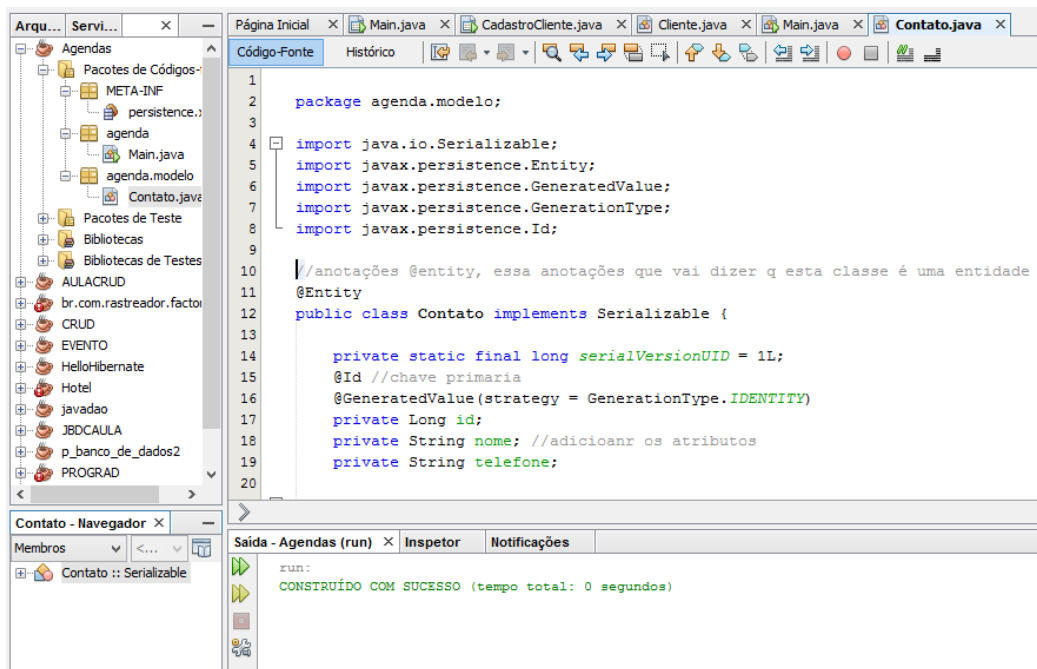 Arqu... Servi... ×
Agendas
Pacotes de Códigos-
META-INF
persistence.
agenda
Main.java
agenda.modelo
Contato.java
Pacotes de Teste
Bibliotecas
Bibliotecas de Testes
AULACRUD
br.com.rastreador.factor
CRUD
EVENTO
HelloHibernate
Hotel
javadao
JBDCAULA
p_banco_de_dados2
PROGRAD
Contato - Navegador ×
Membros <...
Contato :: Serializable
Página Inicial × Main.java × CadastroCliente.java × Cliente.java × Main.java × Contato.java ×
Código-Fonte Histórico
1
2 package agenda.modelo;
3
4 import java.io.Serializable;
5 import javax.persistence.Entity;
6 import javax.persistence.GeneratedValue;
7 import javax.persistence.GenerationType;
8 import javax.persistence.Id;
9
10 //anotações @entity, essa anotações que vai dizer q esta classe é uma entidade
11 @Entity
12 public class Contato implements Serializable {
13
14 private static final long serialVersionUID = 1L;
15 @Id //chave primaria
16 @GeneratedValue(strategy = GenerationType.IDENTITY)
17 private Long id;
18 private String nome; //adicioanr os atributos
19 private String telefone;
20
Saída - Agendas (run) × Inspetor Notificações
run:
CONSTRUÍDO COM SUCESSO (tempo total: 0 segundos)